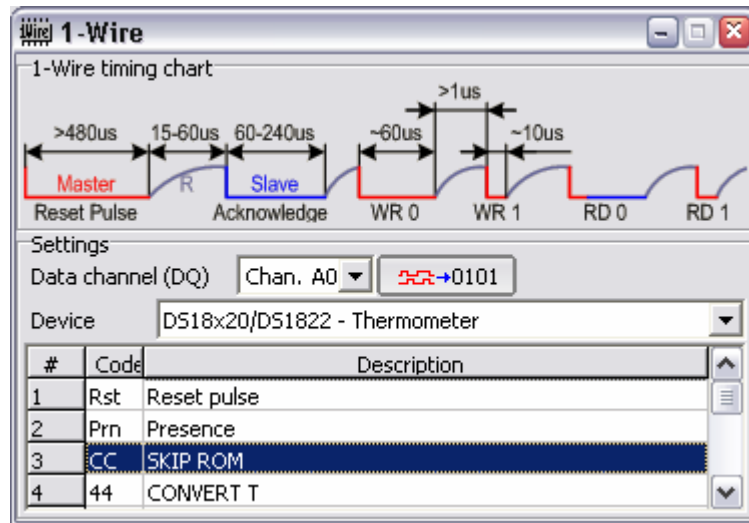 1-Wire
1-Wire timing chart
>1us
>480us 15-60us 60-240us ~60us ~10us
Master R Slave
Reset Pulse Acknowledge WR 0 WR 1 RD 0 RD 1
Settings
Data channel (DQ) Chan. A0 →0101
Device DS18x20/DS1822 - Thermometer
# Code Description
1 Rst Reset pulse
2 Prn Presence
3 CC SKIP ROM
4 44 CONVERT T